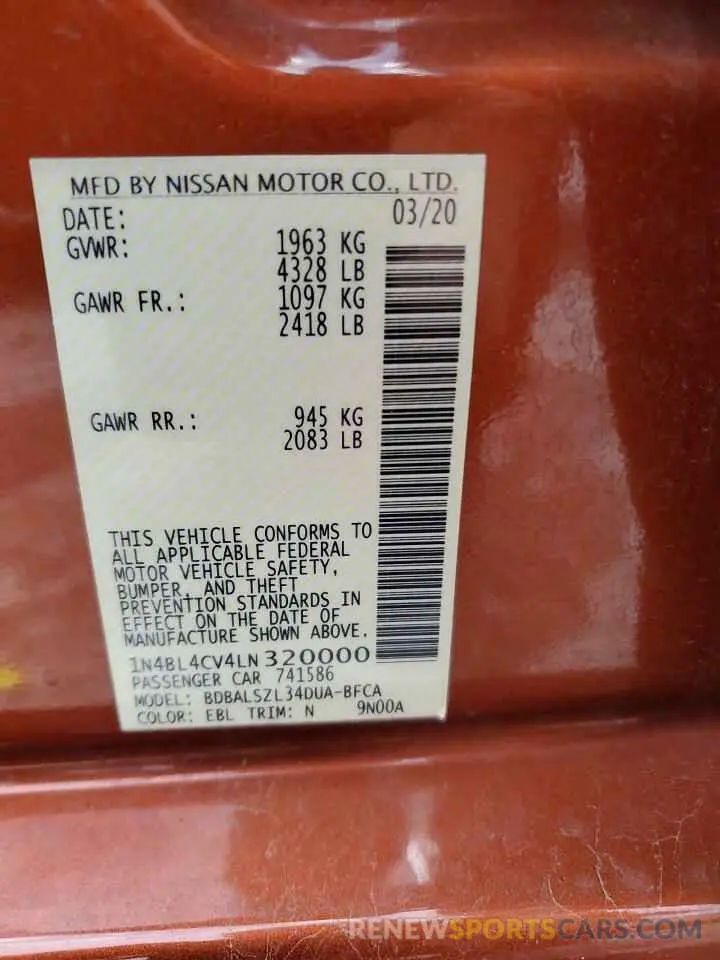 MFD BY NISSAN MOTOR CO., LTD.
DATE: 03/20
GVWR: 1963 KG
4328 LB
GAWR FR.: 1097 KG
2418 LB
GAWR RR.: 945 KG
2083 LB
THIS VEHICLE CONFORMS TO
ALL APPLICABLE FEDERAL
MOTOR VEHICLE SAFETY,
BUMPER, AND THEFT
PREVENTION STANDARDS IN
EFFECT ON THE DATE OF
MANUFACTURE SHOWN ABOVE.
1N4BL4CV4LN320000
PASSENGER CAR 741586
MODEL: BDBALSZL34DUA-BFCA
COLOR: EBL TRIM: N 9N00A
RENEWSPORTSCARS.COM